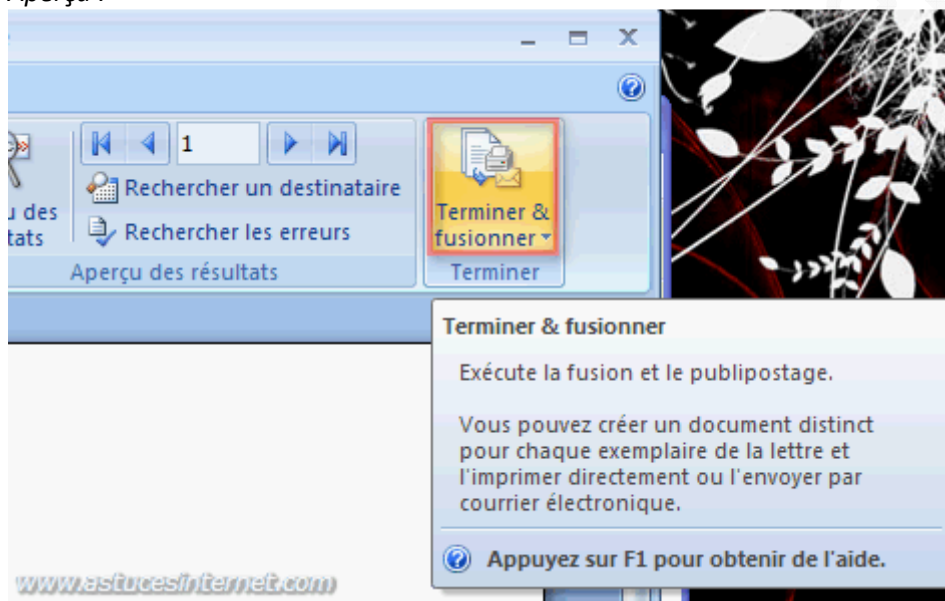 Aperçu :
1
Rechercher un destinataire
u des
Rechercher les erreurs
tats
Aperçu des résultats
Terminer &
fusionner
Terminer
Terminer & fusionner
Exécute la fusion et le publipostage.
Vous pouvez créer un document distinct
pour chaque exemplaire de la lettre et
l'imprimer directement ou l'envoyer par
courrier électronique.
Appuyez sur F1 pour obtenir de l'aide.
www.astucesinternet.com